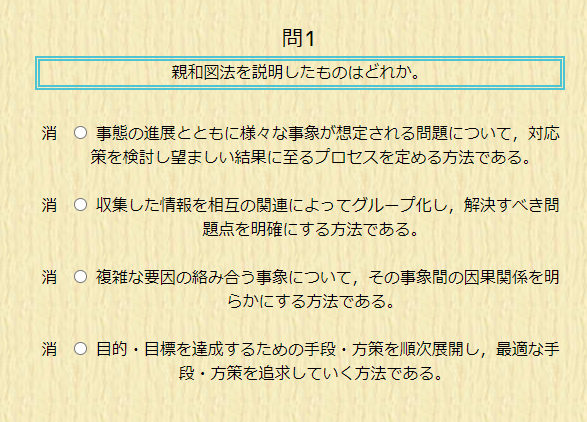 問1
親和図法を説明したものはどれか。
消 事態の進展とともに様々な事象が想定される問題について，対応
策を検討し望ましい結果に至るプロセスを定める方法である。
消 収集した情報を相互の関連によってグループ化し，解決すべき問
題点を明確にする方法である。
消 複雑な要因の絡み合う事象について，その事象間の因果関係を明
らかにする方法である。
消 目的・目標を達成するための手段・方策を順次展開し，最適な手
段・方策を追求していく方法である。